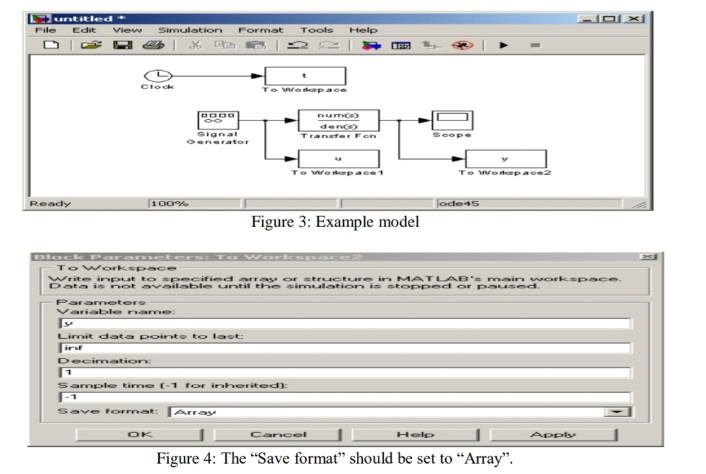 untitled *
File Edit View Simulation Format Tools Help
t
Clock
To Workspace
num(s)
den(s)
Signal
Generator
Transfer Fcn
Scope
u
y
To Workspace1
To Workspace2
Ready 100% ode45
Figure 3: Example model
Block Parameters: To Workspace2
To Workspace
Write input to specified array or structure in MATLAB's main workspace.
Data is not available until the simulation is stopped or paused.
Parameters
Variable name:
y
Limit data points to last:
inf
Decimation:
1
Sample time (-1 for inherited):
-1
Save format: Array
OK Cancel Help Apply
Figure 4: The “Save format” should be set to “Array”.